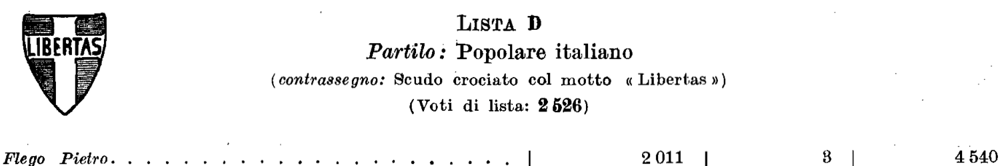 LIBERTAS
LISTA D
Partilo: Popolare italiano
(contrassegno: Scudo crociato col motto « Libertas »)
(Voti di lista: 2 526)
Flego Pietro. . . . . . . . . . . . . . . . . . . . . . . . | 2 011 | 3 | 4 540